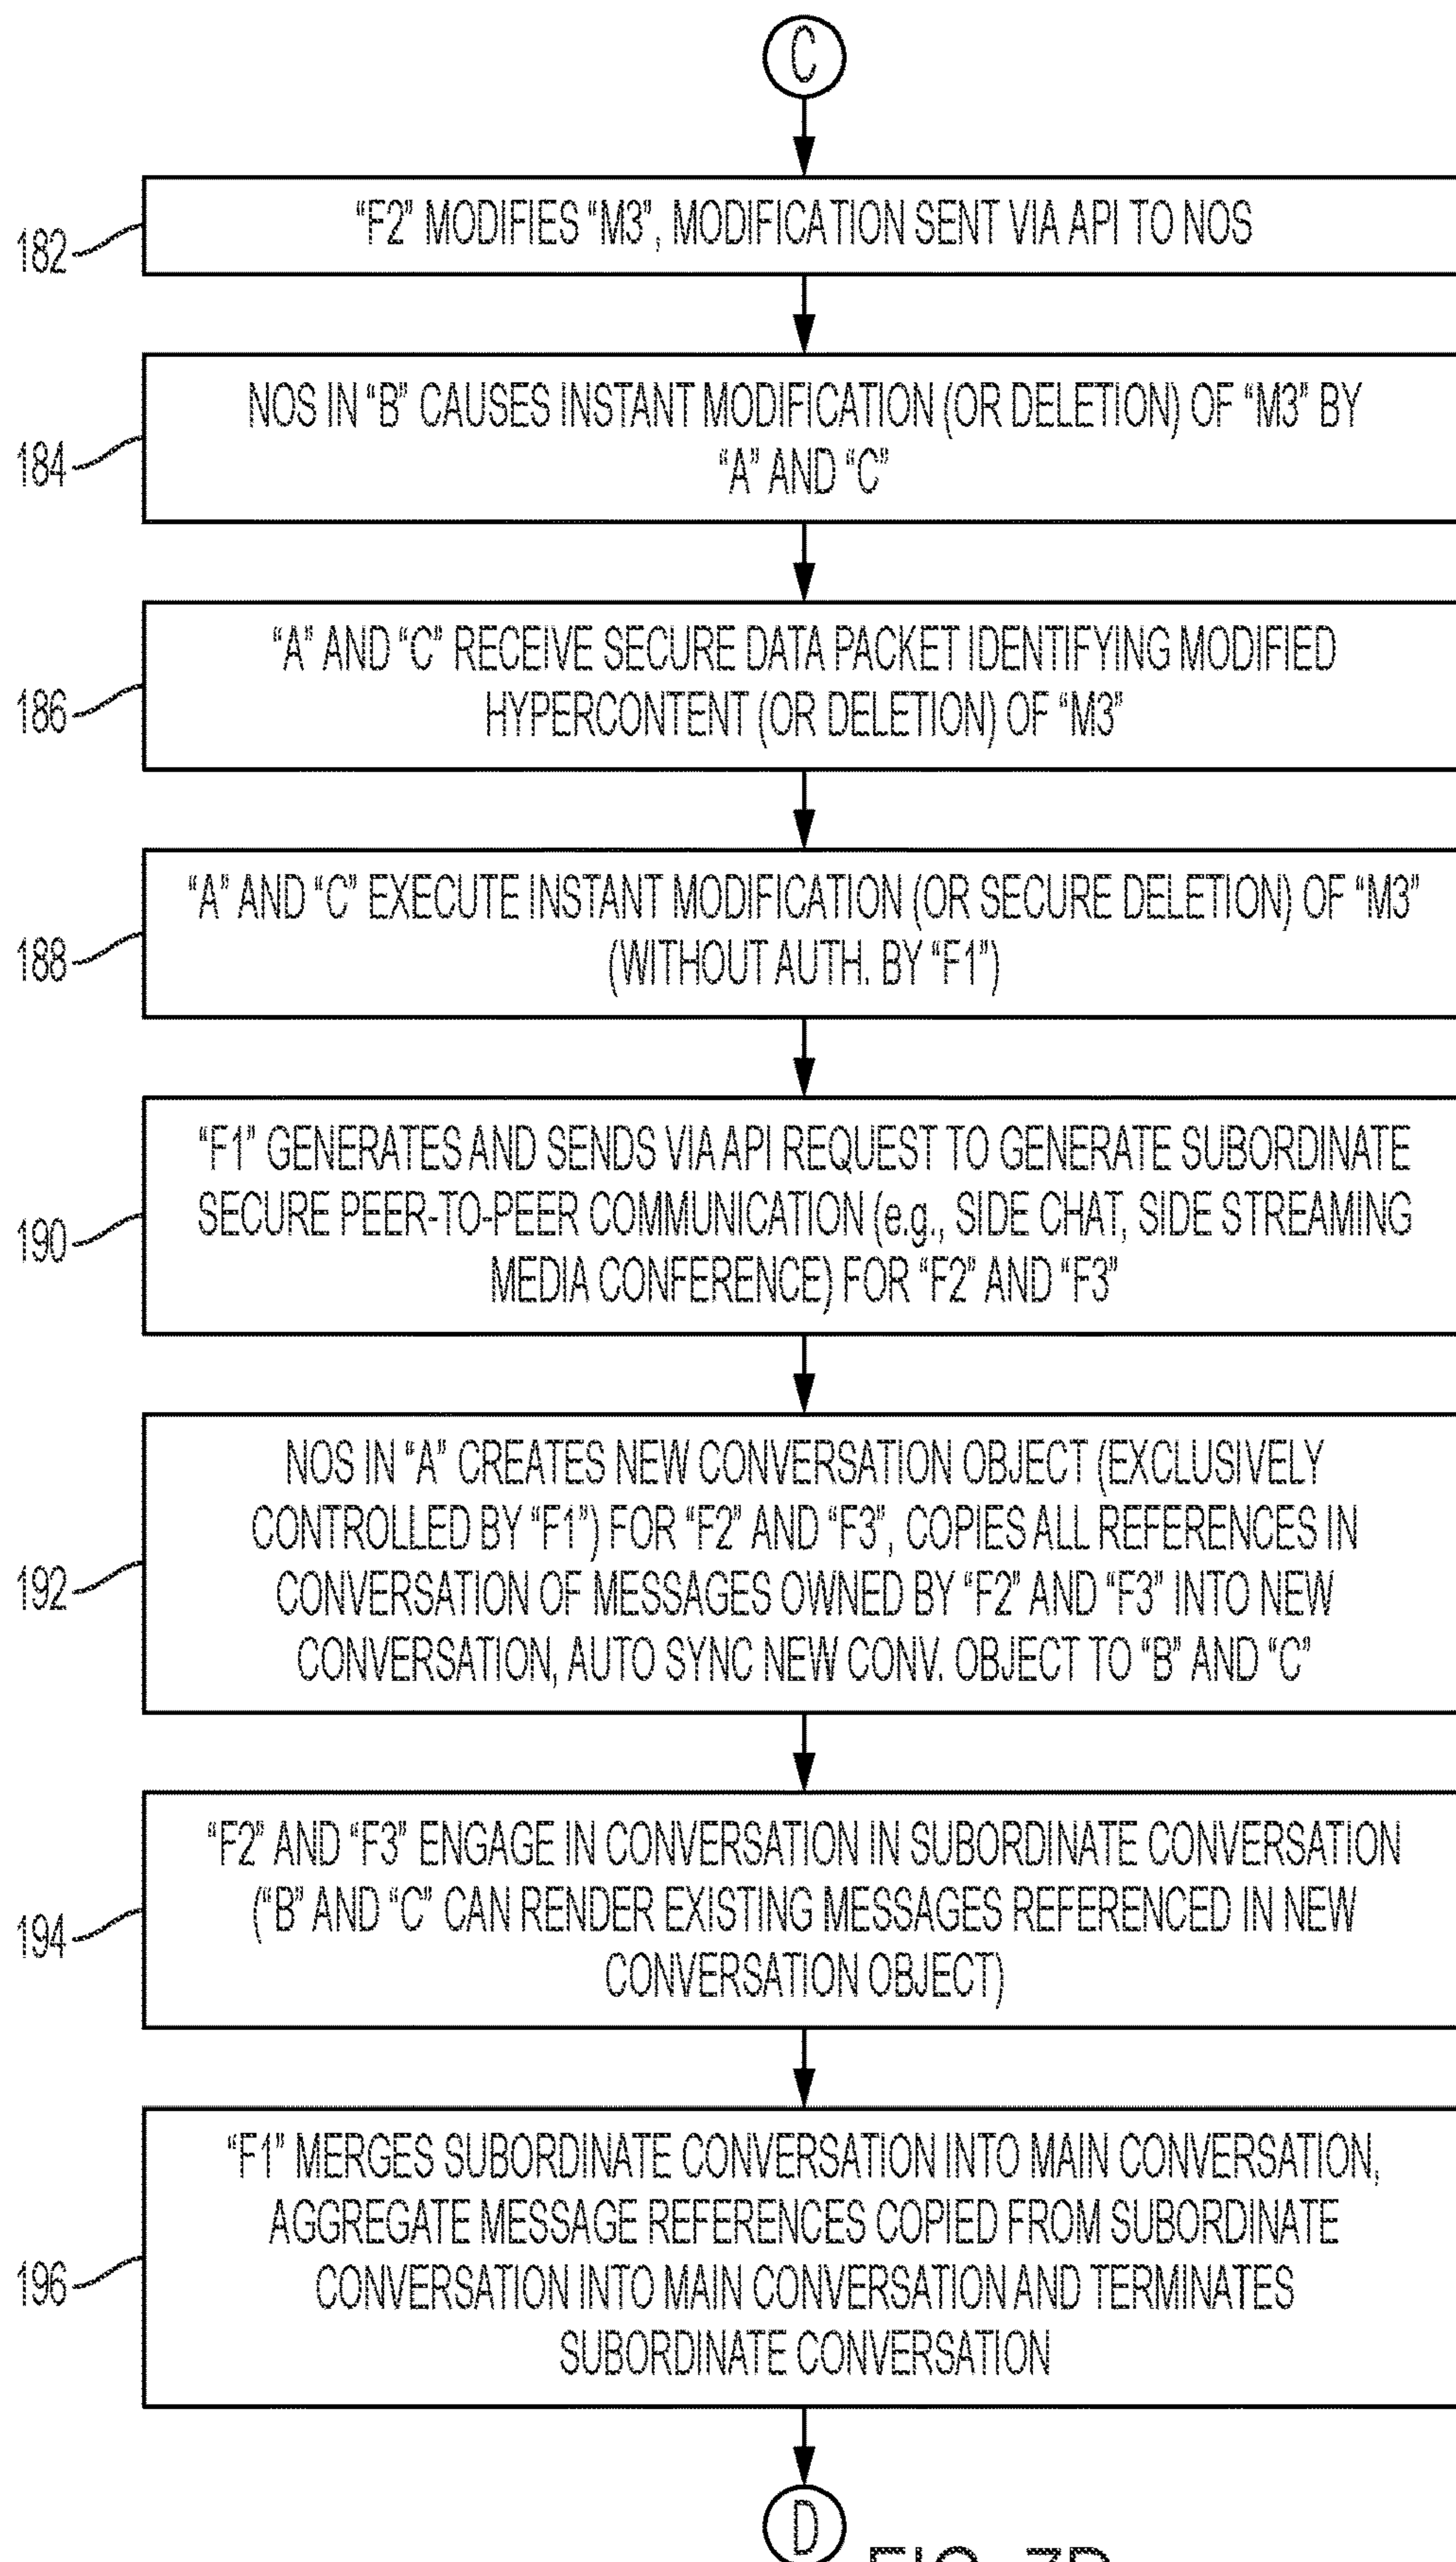 C
182
"F2" MODIFIES "M3", MODIFICATION SENT VIA API TO NOS
184
NOS IN "B" CAUSES INSTANT MODIFICATION (OR DELETION) OF "M3" BY
"A" AND "C"
186
"A" AND "C" RECEIVE SECURE DATA PACKET IDENTIFYING MODIFIED
HYPERCONTENT (OR DELETION) OF "M3"
188
"A" AND "C" EXECUTE INSTANT MODIFICATION (OR SECURE DELETION) OF "M3"
(WITHOUT AUTH. BY "F1")
190
"F1" GENERATES AND SENDS VIA API REQUEST TO GENERATE SUBORDINATE
SECURE PEER-TO-PEER COMMUNICATION (e.g., SIDE CHAT, SIDE STREAMING
MEDIA CONFERENCE) FOR "F2" AND "F3"
192
NOS IN "A" CREATES NEW CONVERSATION OBJECT (EXCLUSIVELY
CONTROLLED BY "F1") FOR "F2" AND "F3", COPIES ALL REFERENCES IN
CONVERSATION OF MESSAGES OWNED BY "F2" AND "F3" INTO NEW
CONVERSATION, AUTO SYNC NEW CONV. OBJECT TO "B" AND "C"
194
"F2" AND "F3" ENGAGE IN CONVERSATION IN SUBORDINATE CONVERSATION
("B" AND "C" CAN RENDER EXISTING MESSAGES REFERENCED IN NEW
CONVERSATION OBJECT)
196
"F1" MERGES SUBORDINATE CONVERSATION INTO MAIN CONVERSATION,
AGGREGATE MESSAGE REFERENCES COPIED FROM SUBORDINATE
CONVERSATION INTO MAIN CONVERSATION AND TERMINATES
SUBORDINATE CONVERSATION
D